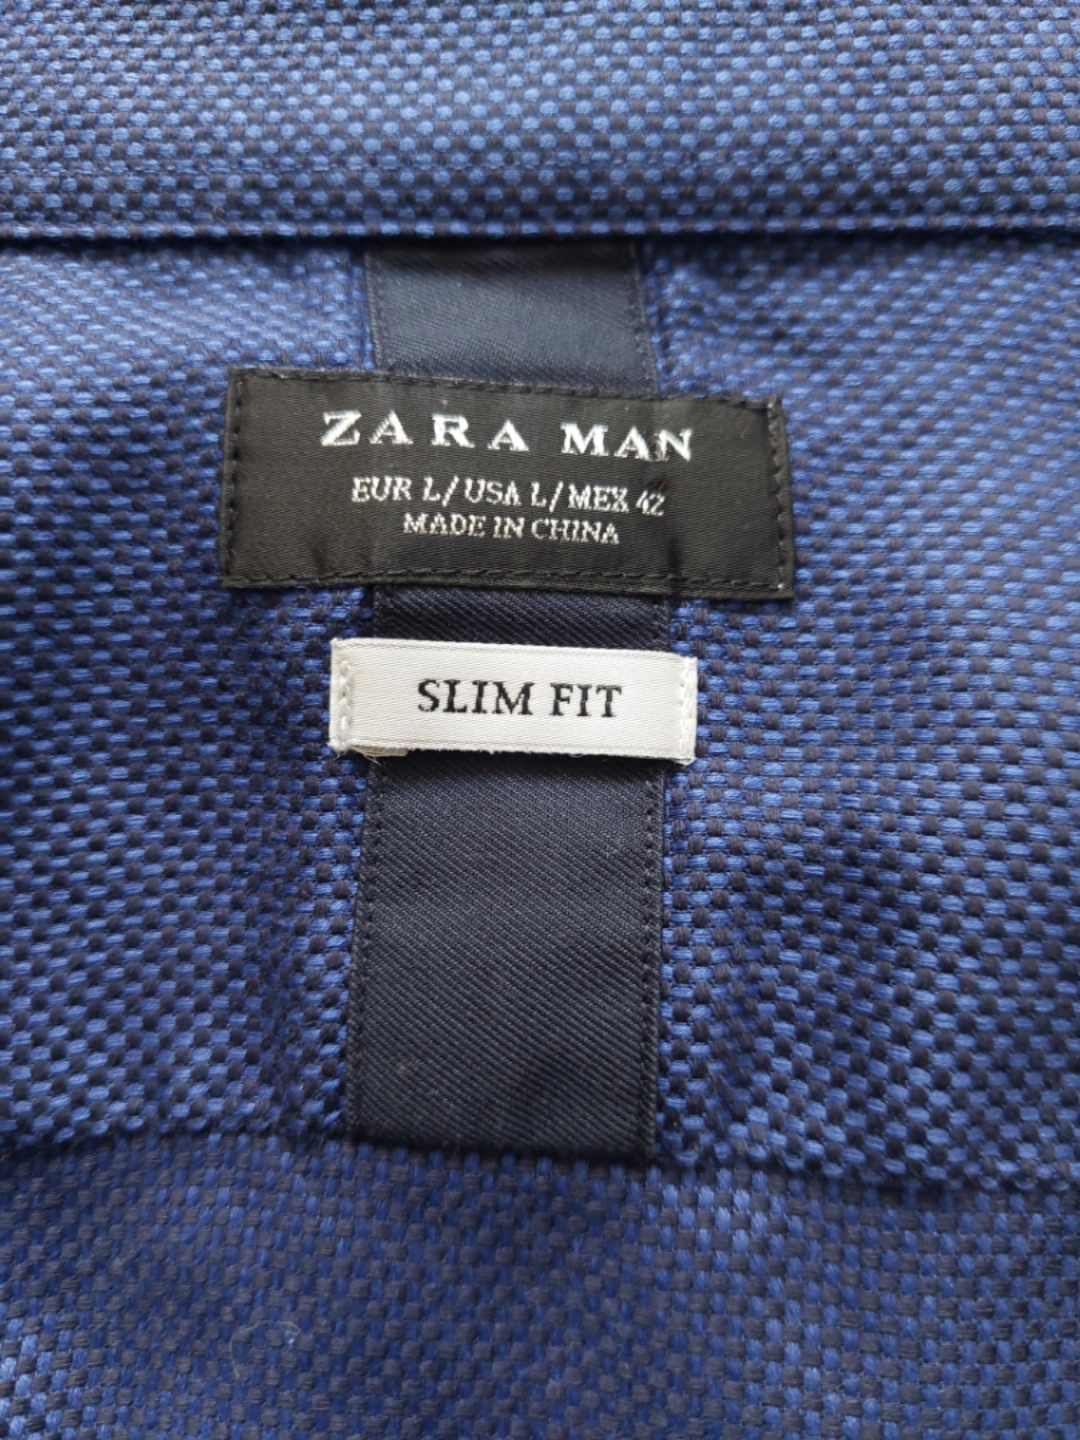 ZARA MAN
EUR L/USA L/MEX 42
MADE IN CHINA
SLIM FIT